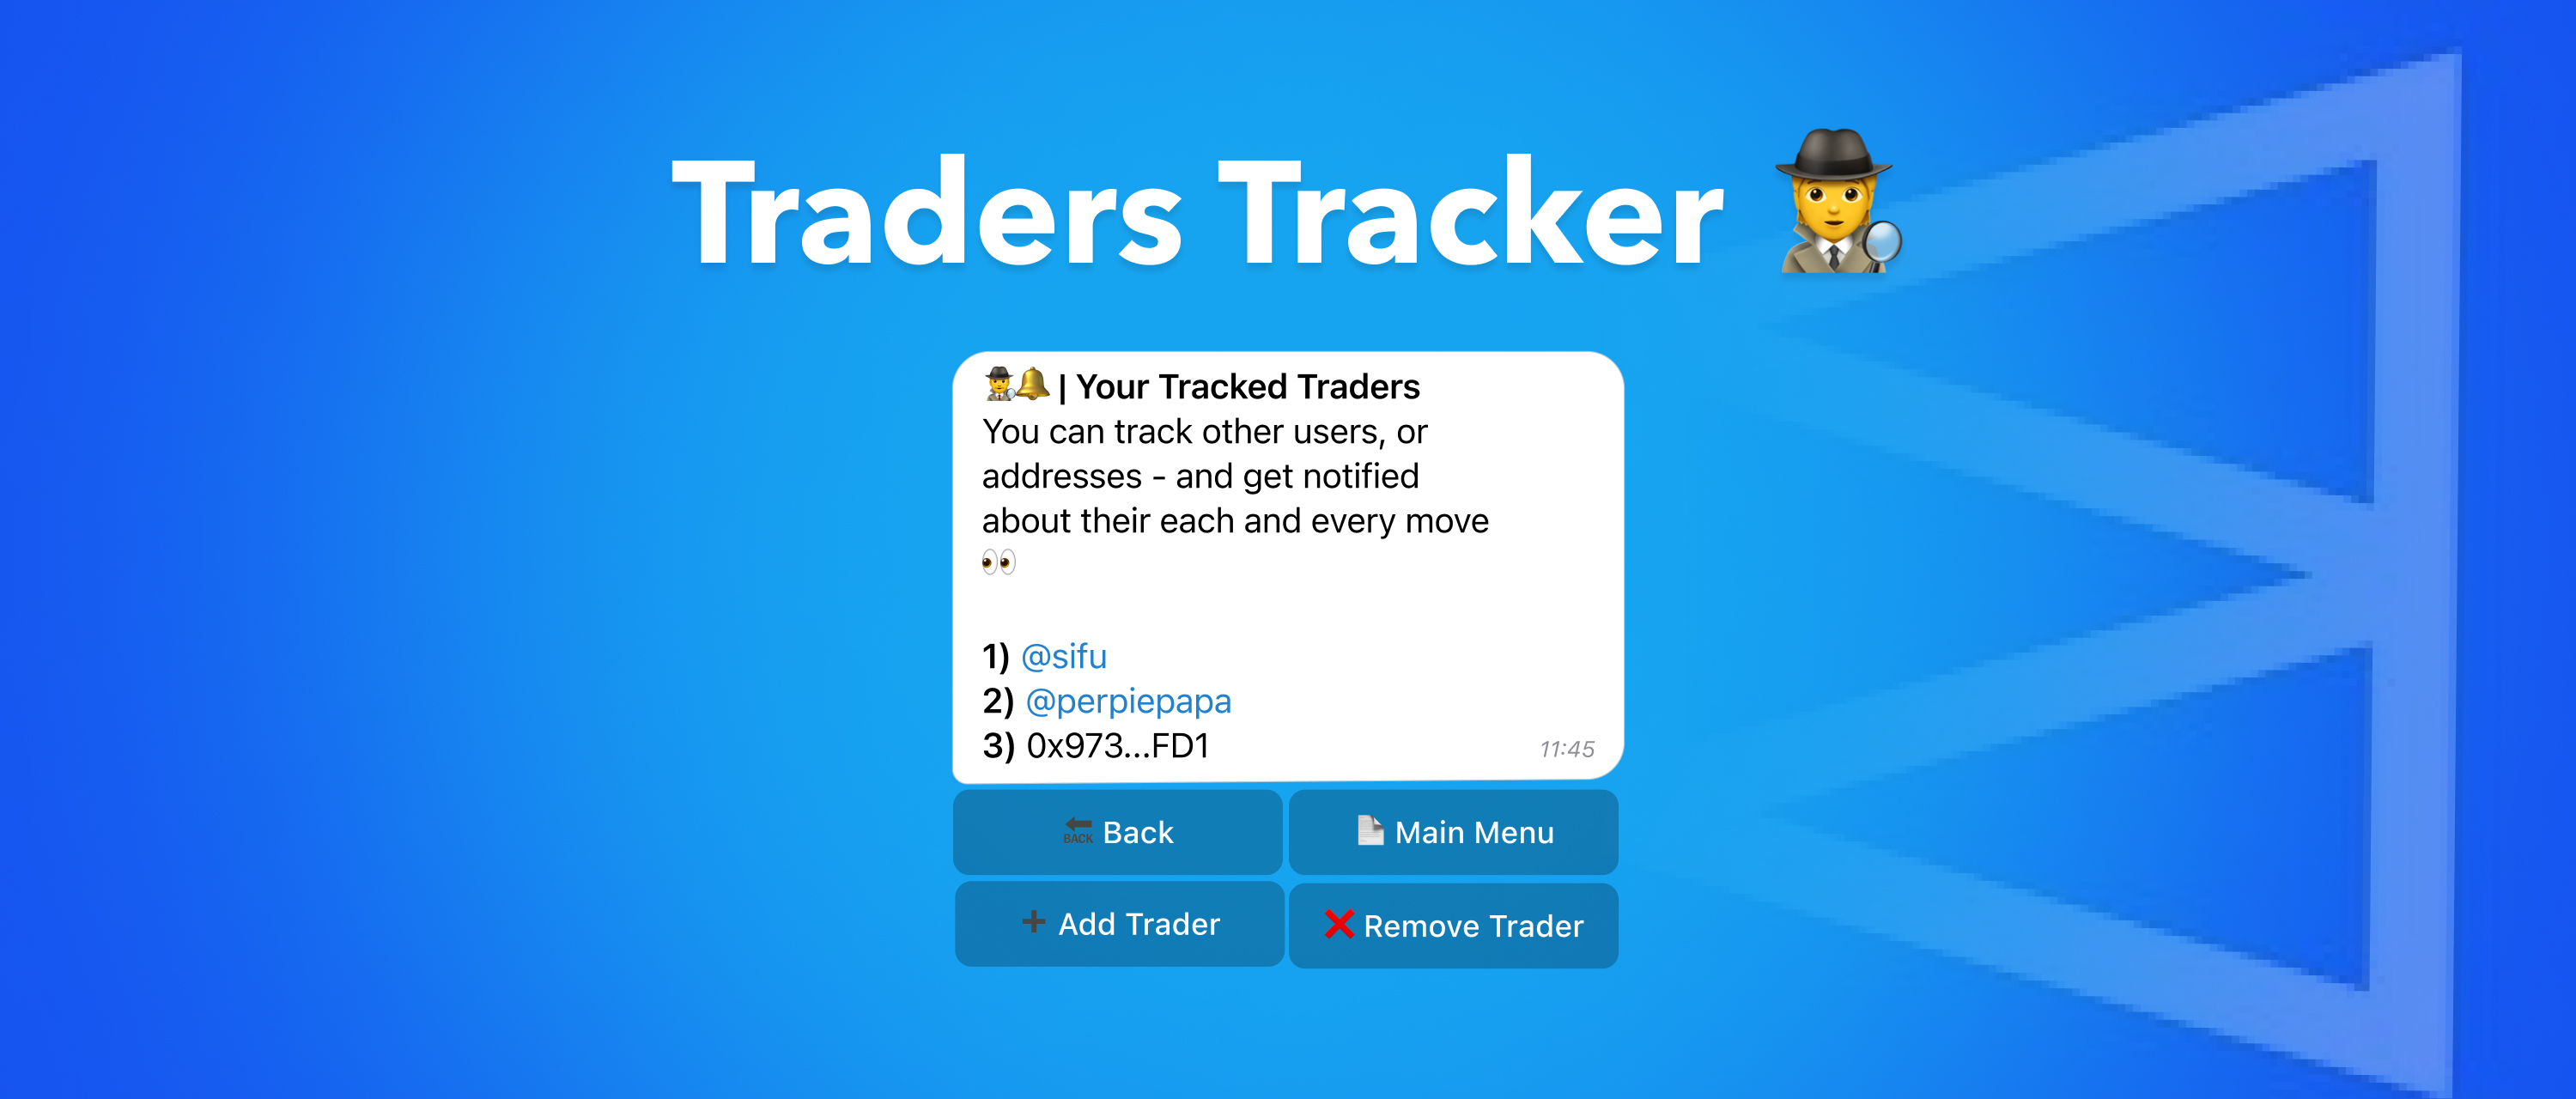 Traders Tracker 🕵️
🕵️🔔 | Your Tracked Traders
You can track other users, or
addresses - and get notified
about their each and every move
👀
1) @sifu
2) @perpiepapa
3) 0x973...FD1
11:45
🔙 Back
📄 Main Menu
➕ Add Trader
❌ Remove Trader